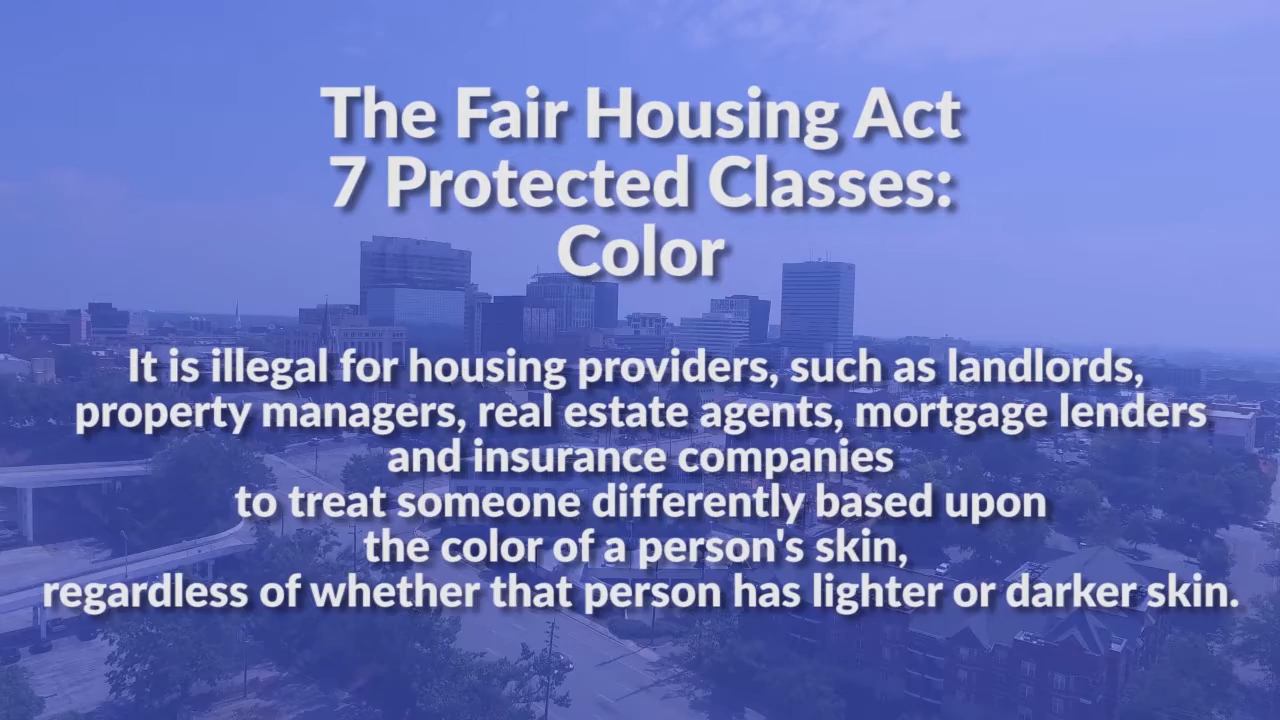 The Fair Housing Act
7 Protected Classes:
Color
It is illegal for housing providers, such as landlords,
property managers, real estate agents, mortgage lenders
and insurance companies
to treat someone differently based upon
the color of a person's skin,
regardless of whether that person has lighter or darker skin.